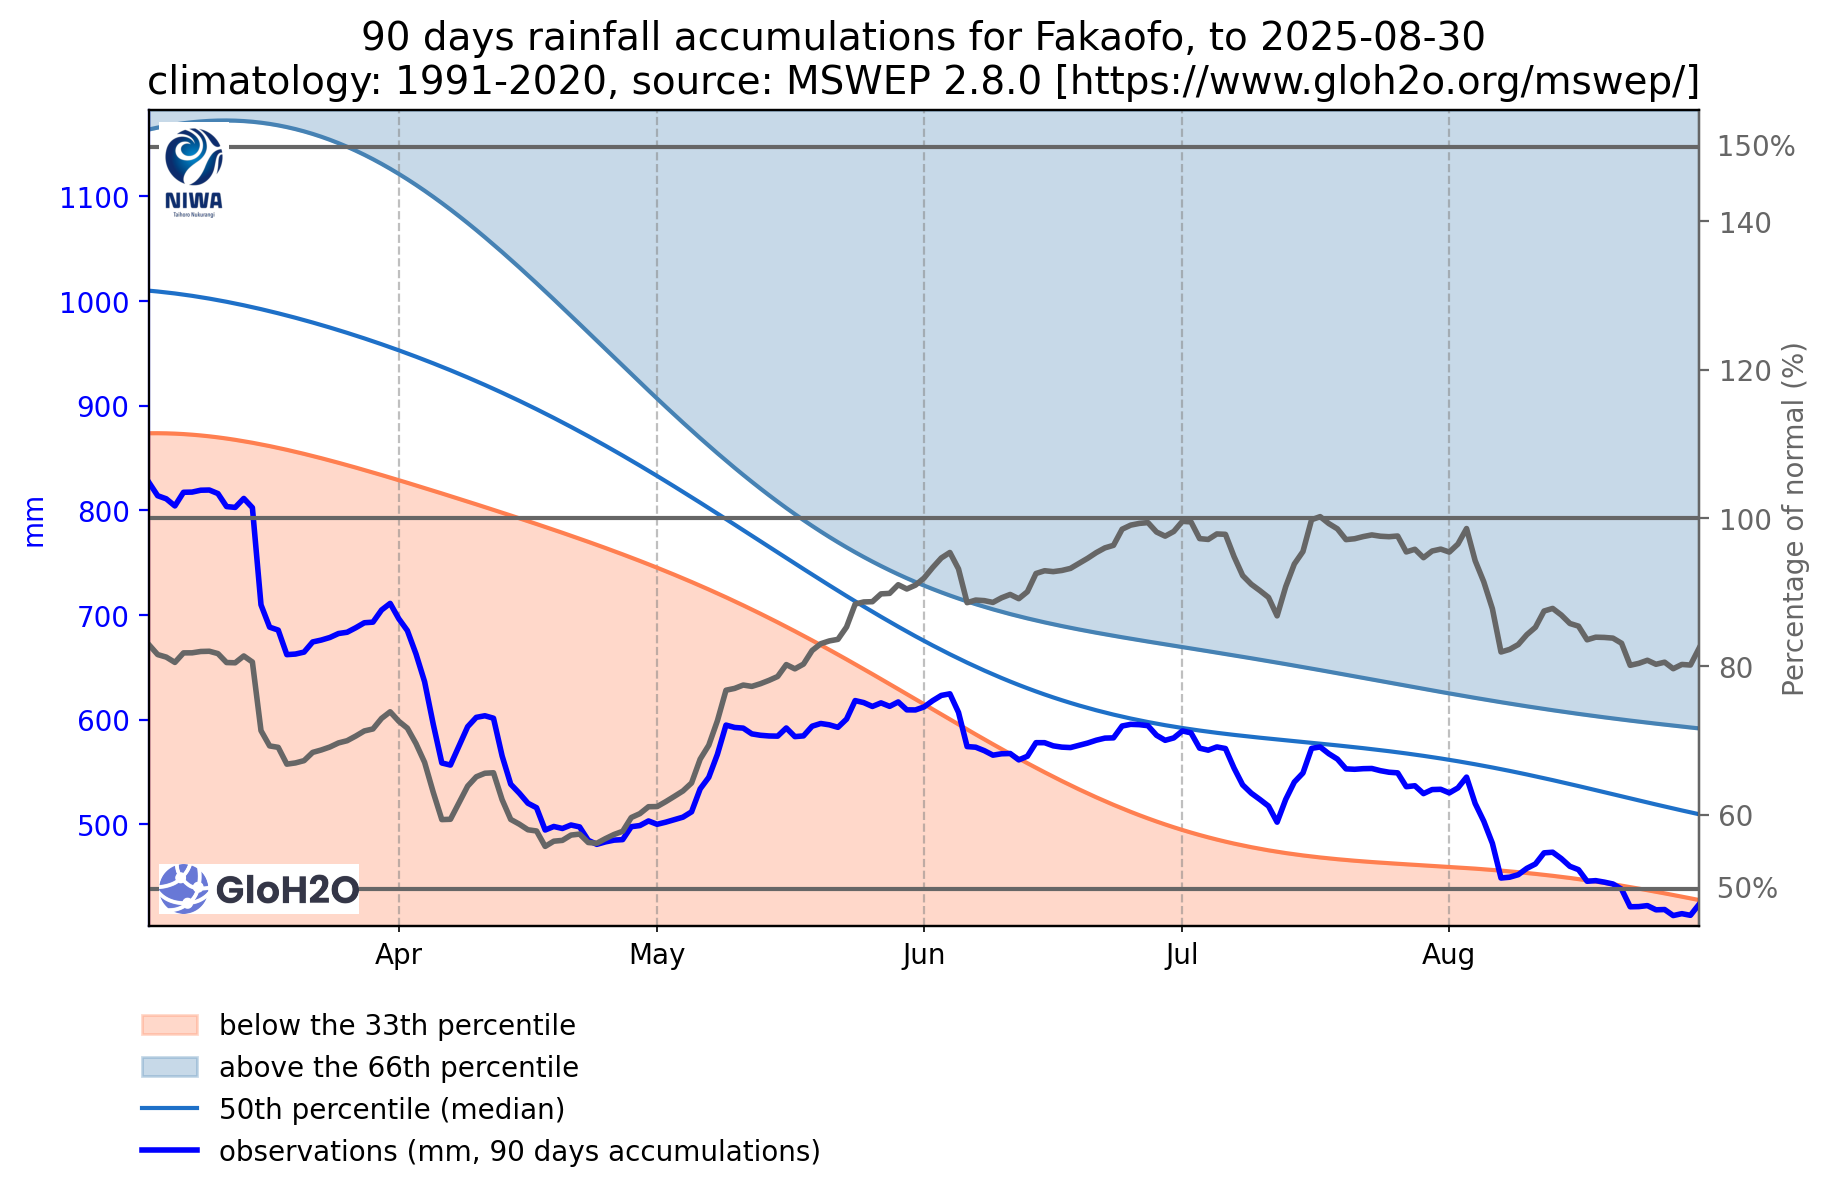 90 days rainfall accumulations for Fakaofo, to 2025-08-30
climatology: 1991-2020, source: MSWEP 2.8.0 [https://www.gloh2o.org/mswep/]
NIWA
Taihoro Nukurangi
1100
1000
900
800
700
600
500
mm
150%
140
120
100
80
60
50%
Percentage of normal (%)
GloH2O
Apr
May
Jun
Jul
Aug
below the 33th percentile
above the 66th percentile
50th percentile (median)
observations (mm, 90 days accumulations)